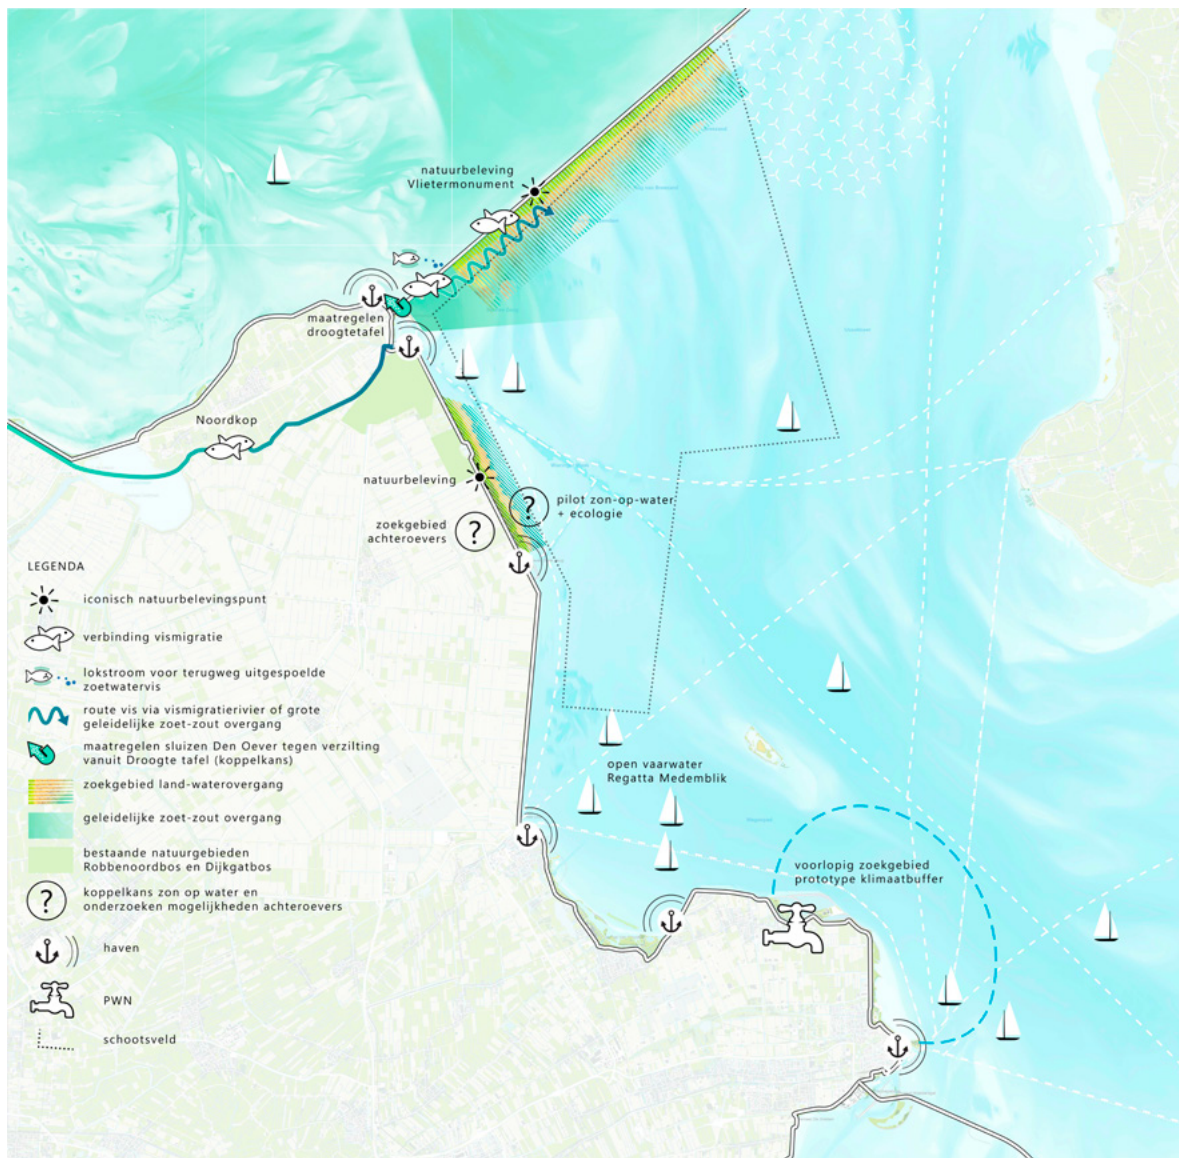 natuurbeleving
Vlietermonument
maatregelen
droogtetafel
Noordkop
natuurbeleving
pilot zon-op-water
+ ecologie
zoekgebied
achteroevers
?
?
open vaarwater
Regatta Medemblik
voorlopig zoekgebied
prototype klimaatbuffer
LEGENDA
iconisch natuurbelevingspunt
verbinding vismigratie
lokstroom voor terugweg uitgespoelde
zoetwatervis
route vis via vismigratierivier of grote
geleidelijke zoet-zout overgang
maatregelen sluizen Den Oever tegen verzilting
vanuit Droogte tafel (koppelkans)
zoekgebied land-waterovergang
geleidelijke zoet-zout overgang
bestaande natuurgebieden
Robbenoordbos en Dijkgatbos
?
koppelkans zon op water en
onderzoeken mogelijkheden achteroevers
haven
PWN
schootsveld